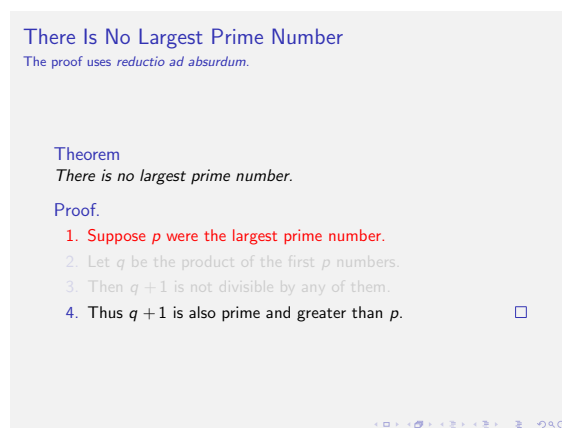 There Is No Largest Prime Number
The proof uses reductio ad absurdum.
Theorem
There is no largest prime number.
Proof.
1. Suppose p were the largest prime number.
2. Let q be the product of the first p numbers.
3. Then q + 1 is not divisible by any of them.
4. Thus q + 1 is also prime and greater than p.